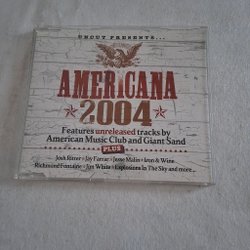 UNCUT PRESENTS...
AMERICANA
2004
Features unreleased tracks by
American Music Club and Giant Sand
PLUS
Josh Ritter • Jay Farrar • Jesse Malin • Iron & Wine
Richmond Fontaine • Jim White • Explosions In The Sky and more...